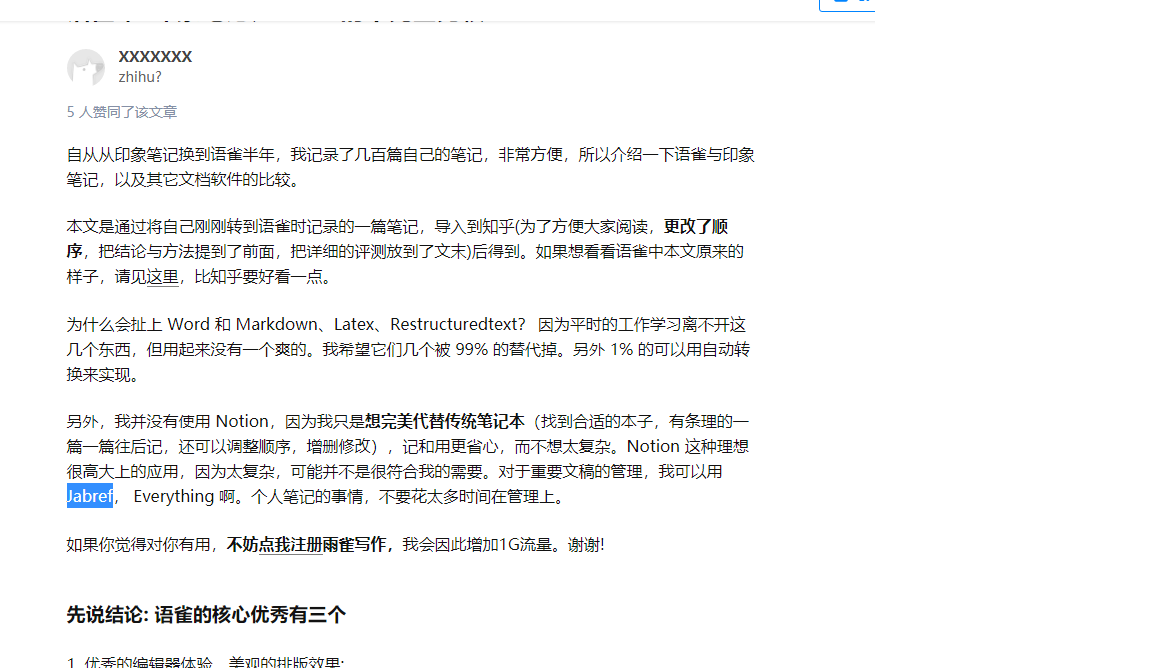 XXXXXXX
zhihu?
5 人赞同了该文章
自从从印象笔记换到语雀半年，我记录了几百篇自己的笔记，非常方便，所以介绍一下语雀与印象
笔记，以及其它文档软件的比较。
本文是通过将自己刚刚转到语雀时记录的一篇笔记，导入到知乎(为了方便大家阅读，更改了顺
序，把结论与方法提到了前面，把详细的评测放到了文末)后得到。如果想看看语雀中本文原来的
样子，请见这里，比知乎要好看一点。
为什么会扯上 Word 和 Markdown、Latex、Restructuredtext？ 因为平时的工作学习离不开这
几个东西，但用起来没有一个爽的。我希望它们几个被 99% 的替代掉。另外 1% 的可以用自动转
换来实现。
另外，我并没有使用 Notion，因为我只是想完美代替传统笔记本（找到合适的本子，有条理的一
篇一篇往后记，还可以调整顺序，增删修改），记和用更省心，而不想太复杂。Notion 这种理想
很高大上的应用，因为太复杂，可能并不是很符合我的需要。对于重要文稿的管理，我可以用
Jabref， Everything 啊。个人笔记的事情，不要花太多时间在管理上。
如果你觉得对你有用，不妨点我注册雨雀写作，我会因此增加1G流量。谢谢!
先说结论: 语雀的核心优秀有三个
1. 优秀的编辑器体验，美观的排版效果;